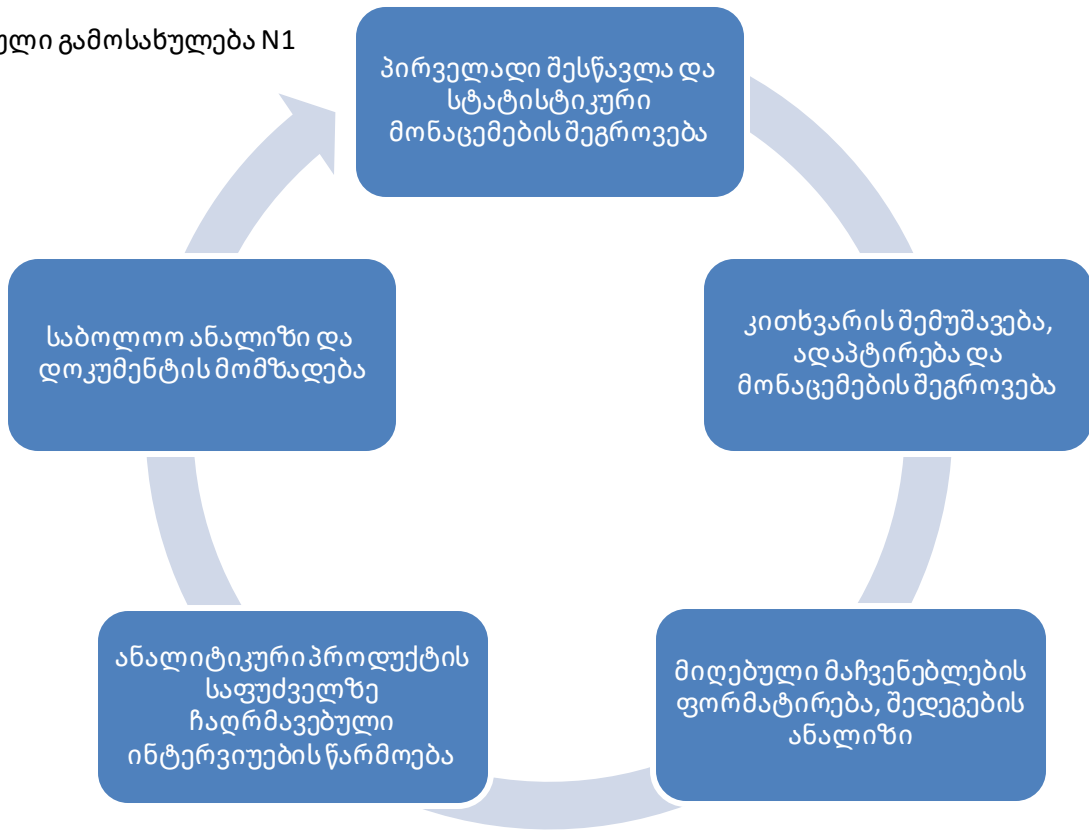 გამოსახულება N1
პირველადი შესწავლა და
სტატისტიკური
მონაცემების შეგროვება
კითხვარის შემუშავება,
ადაპტირება და
მონაცემების შეგროვება
მიღებული მაჩვენებლების
ფორმატირება, შედეგების
ანალიზი
ანალიტიკური პროდუქტის
საფუძველზე
ჩაღრმავებული
ინტერვიუების წარმოება
საბოლოო ანალიზი და
დოკუმენტის მომზადება